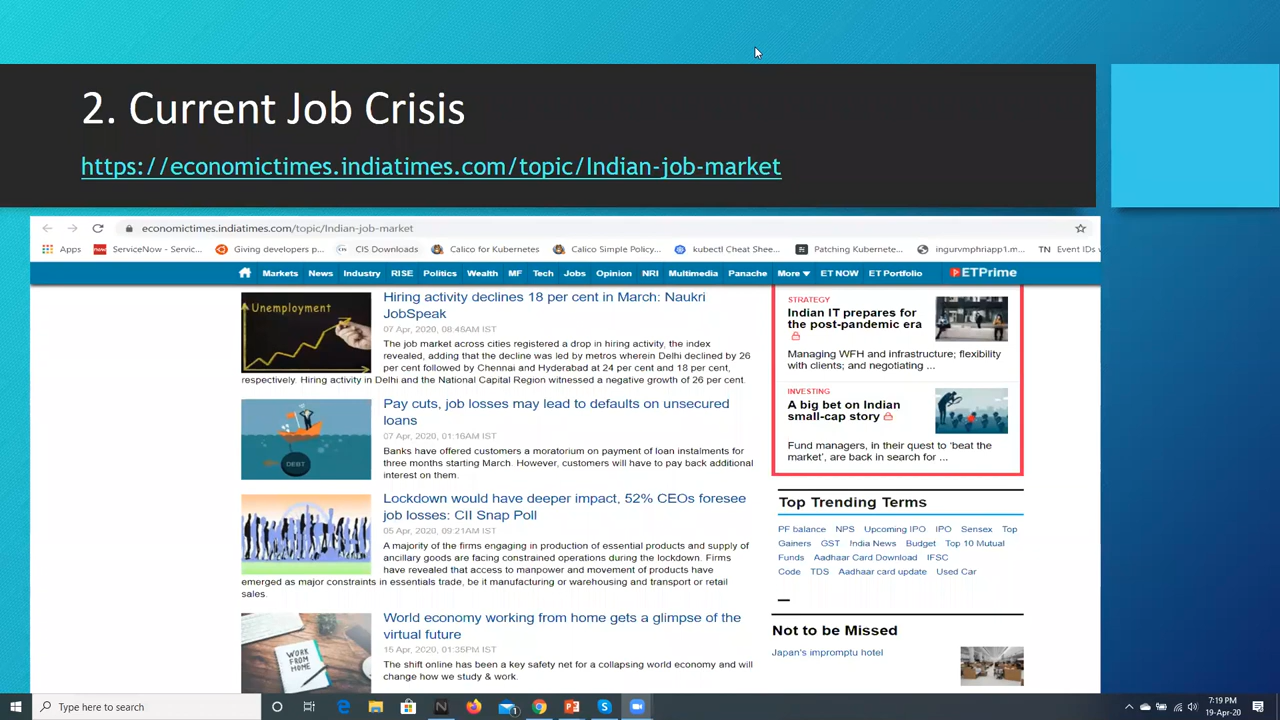 2. Current Job Crisis
https://economictimes.indiatimes.com/topic/Indian-job-market
economictimes.indiatimes.com/topic/Indian-job-market
Apps now ServiceNow - Servic... Giving developers p... CIS CIS Downloads Calico for Kubernetes Calico Simple Policy... kubectl Cheat Shee... Patching Kubernete... ingurvmphriapp1.m... TN Event IDs
Markets News Industry RISE Politics Wealth MF Tech Jobs Opinion NRI Multimedia Panache More ET NOW ET Portfolio ETPrime
Unemployment
Hiring activity declines 18 per cent in March: Naukri
JobSpeak
07 Apr, 2020, 08:45AM IST
The job market across cities registered a drop in hiring activity, the index
revealed, adding that the decline was led by metros wherein Delhi declined by 26
per cent followed by Chennai and Hyderabad at 24 per cent and 18 per cent,
respectively. Hiring activity in Delhi and the National Capital Region witnessed a negative growth of 26 per cent.
DEBT
Pay cuts, job losses may lead to defaults on unsecured
loans
07 Apr, 2020, 01:16AM IST
Banks have offered customers a moratorium on payment of loan instalments for
three months starting March. However, customers will have to pay back additional
interest on them.
Lockdown would have deeper impact, 52% CEOs foresee
job losses: CII Snap Poll
05 Apr, 2020, 09:21AM IST
A majority of the firms engaging in production of essential products and supply of
ancillary goods are facing constrained operations during the lockdown. Firms
have revealed that access to manpower and movement of products have
emerged as major constraints in essentials trade, be it manufacturing or warehousing and transport or retail
sales.
WORK
FROM
HOME
World economy working from home gets a glimpse of the
virtual future
15 Apr, 2020, 01:35PM IST
The shift online has been a key safety net for a collapsing world economy and will
change how we study & work.
STRATEGY
Indian IT prepares for
the post-pandemic era
Managing WFH and infrastructure; flexibility
with clients; and negotiating ...
INVESTING
A big bet on Indian
small-cap story
Fund managers, in their quest to ‘beat the
market’, are back in search for ...
Top Trending Terms
PF balance NPS Upcoming IPO IPO Sensex Top
Gainers GST India News Budget Top 10 Mutual
Funds Aadhaar Card Download IFSC
Code TDS Aadhaar card update Used Car
Not to be Missed
Japan's impromptu hotel
Type here to search
1
7:19 PM
19-Apr-20